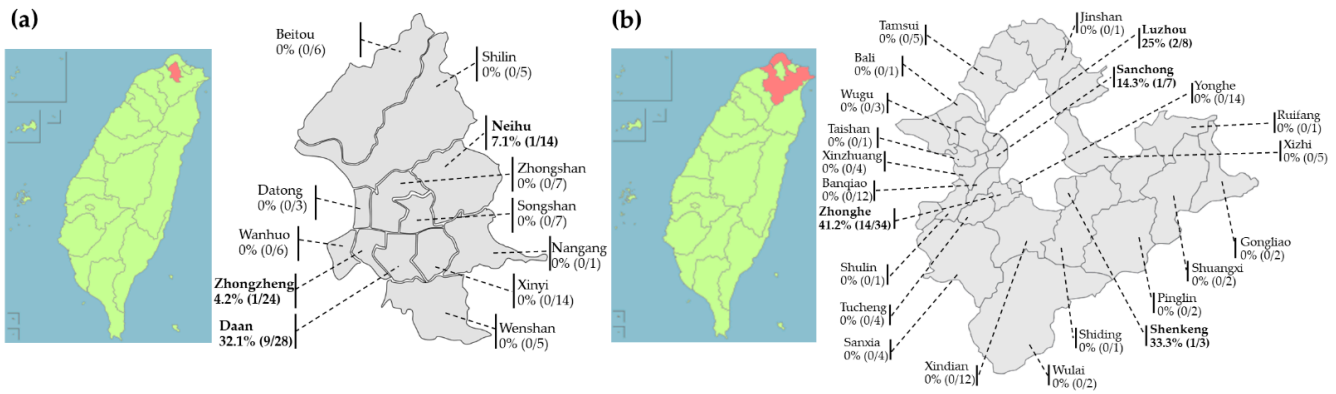 (a)
Beitou
0% (0/6)
Shilin
0% (0/5)
Neihu
7.1% (1/14)
Zhongshan
0% (0/7)
Datong
0% (0/3)
Songshan
0% (0/7)
Wanhuo
0% (0/6)
Nangang
0% (0/1)
Zhongzheng
4.2% (1/24)
Xinyi
0% (0/14)
Daan
32.1% (9/28)
Wenshan
0% (0/5)
(b)
Tamsui
0% (0/5)
Jinshan
0% (0/1)
Luzhou
25% (2/8)
Bali
0% (0/1)
Sanchong
14.3% (1/7)
Wugu
0% (0/3)
Yonghe
0% (0/14)
Taishan
0% (0/1)
Ruifang
0% (0/1)
Xinzhuang
0% (0/4)
Xizhi
0% (0/5)
Banqiao
0% (0/12)
Zhonghe
41.2% (14/34)
Gongliao
0% (0/2)
Shulin
0% (0/1)
Shuangxi
0% (0/2)
Tucheng
0% (0/4)
Pinglin
0% (0/2)
Sanxia
0% (0/4)
Shiding
0% (0/1)
Shenkeng
33.3% (1/3)
Xindian
0% (0/12)
Wulai
0% (0/2)